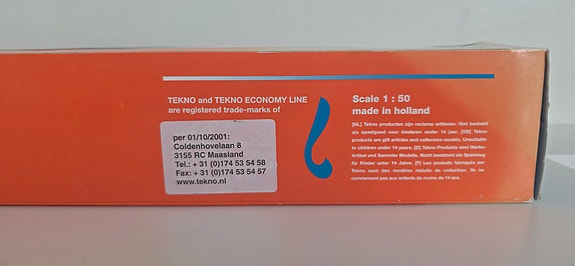 TEKNO and TEKNO ECONOMY LINE
are registered trade-marks of
per 01/10/2001:
Coldenhovelaan 8
3155 RC Maasland
Tel.: + 31 (0)174 53 54 58
Fax: + 31 (0)174 53 54 57
www.tekno.nl
Scale 1 : 50
made in holland
[NL] Tekno producten zijn reclame artikelen. Niet bedoeld
als speelgoed voor kinderen onder 14 jaar. [GB] Tekno
products are gift articles and collectors models. Unsuitable
to children under 14 years. [D] Tekno Produkte sind Werbe-
Artikel und Sammler Modelle. Nicht bestimmt als Spielzeug
für Kinder unter 14 Jahre. [F] Les produits fabriqués par
Tekno sont des modèles réduits de collection. Ils ne
conviennent pas aux enfants de moins de 14 ans.